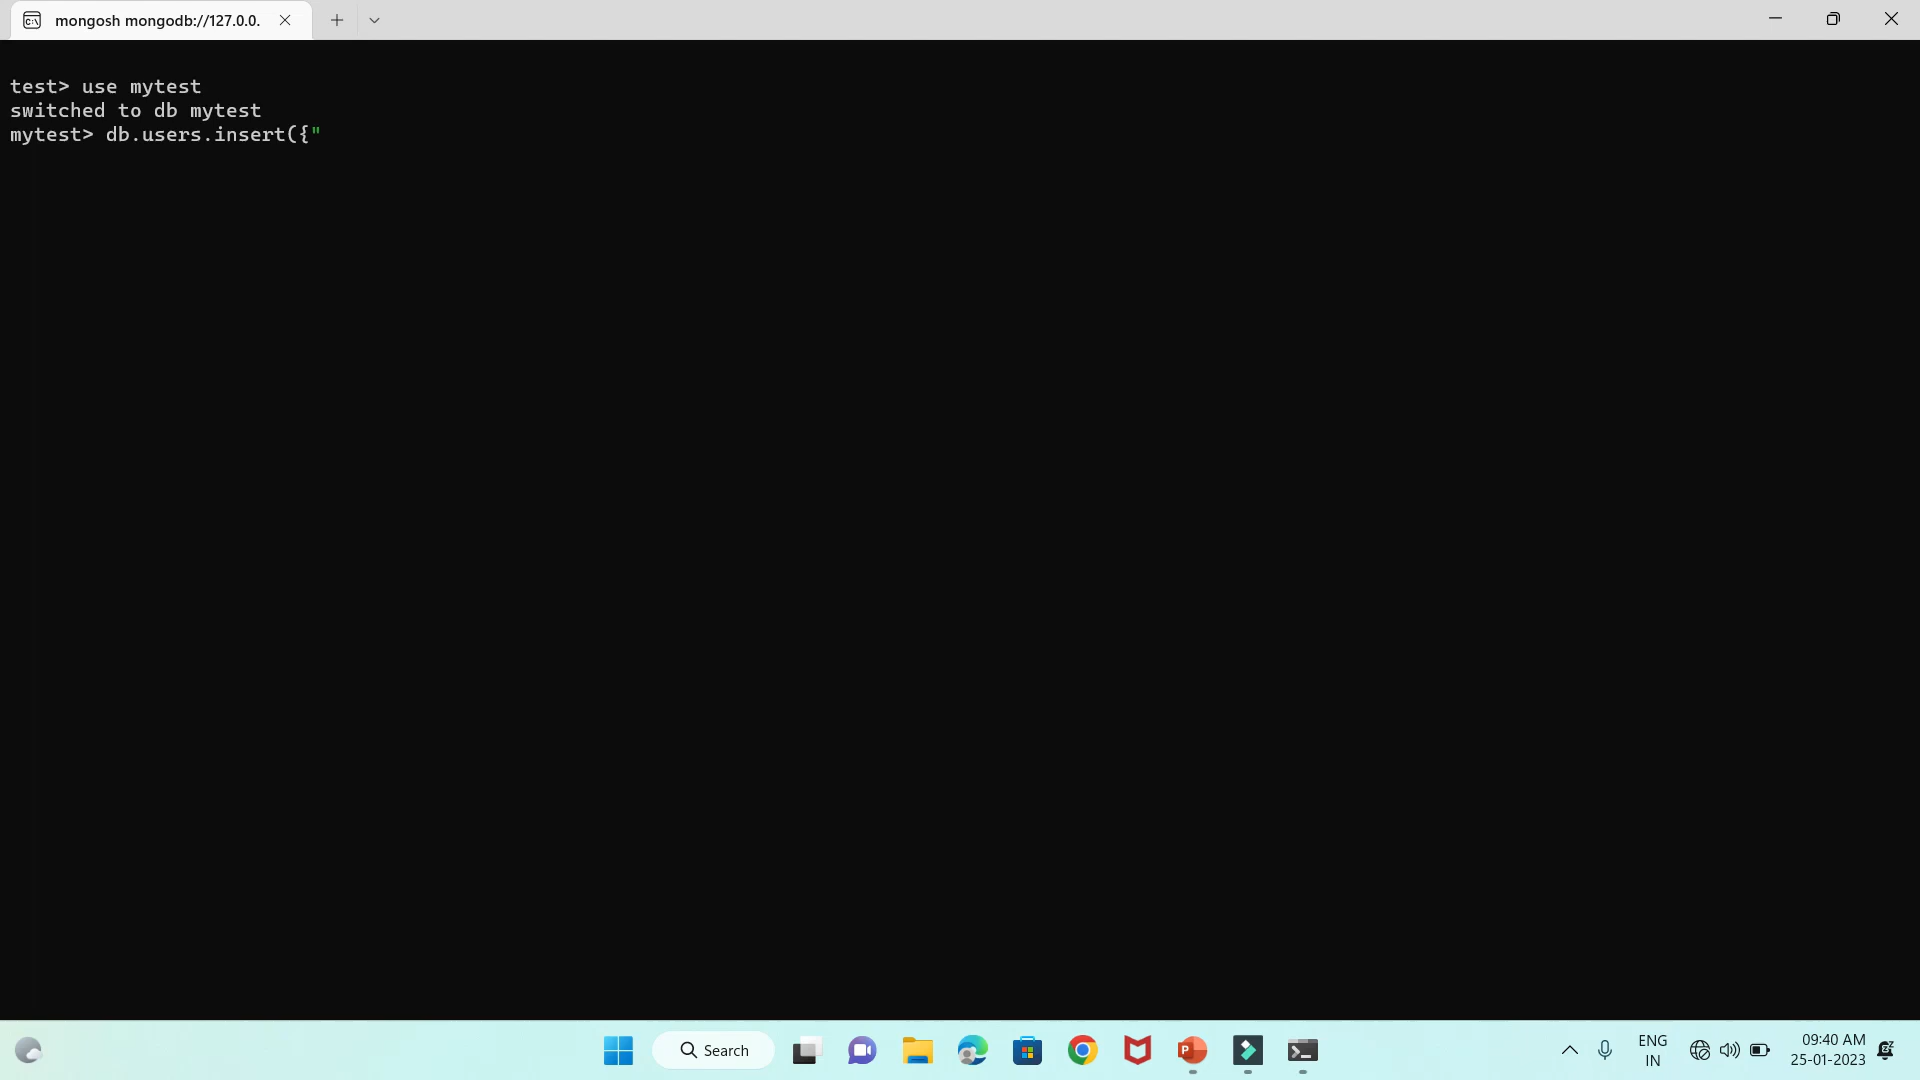 mongosh mongodb://127.0.0.
test> use mytest
switched to db mytest
mytest> db.users.insert({"
Search
ENG
IN
09:40 AM
25-01-2023